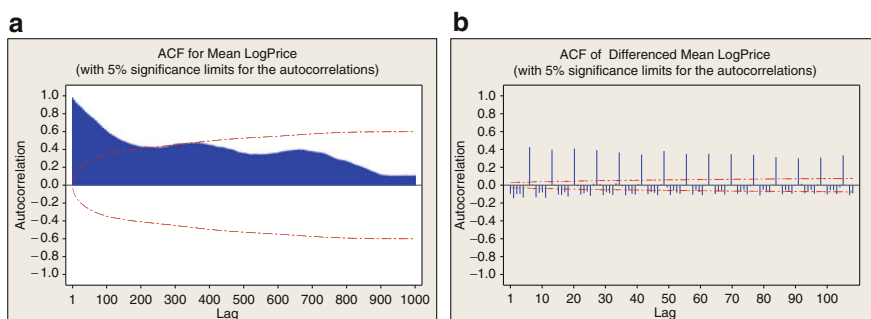 a
ACF for Mean LogPrice
(with 5% significance limits for the autocorrelations)
Autocorrelation
1.0
0.8
0.6
0.4
0.2
0.0
−0.2
−0.4
−0.6
−0.8
−1.0
1 100 200 300 400 500 600 700 800 900 1000
Lag
b
ACF of Differenced Mean LogPrice
(with 5% significance limits for the autocorrelations)
Autocorrelation
1.0
0.8
0.6
0.4
0.2
0.0
−0.2
−0.4
−0.6
−0.8
−1.0
1 10 20 30 40 50 60 70 80 90 100
Lag